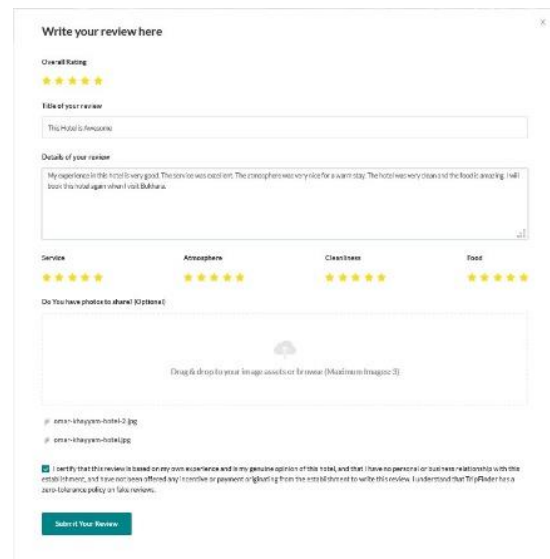 Write your review here
Overall Rating
Title of your review
This Hotel is Awesome
Details of your review
My experience in this hotel is very good. The service was excellent. The atmosphere was very nice for a warm stay. The hotel was very clean and the food is amazing. I will
book this hotel again when I visit Bukhara.
Service Atmosphere Cleanliness Food
Do You have photos to share? (Optional)
Drag & drop to your image assets or browse (Maximum Images: 3)
omar-khayyam-hotel-2.jpg
omar-khayyam-hotel.jpg
I certify that this review is based on my own experience and is my genuine opinion of this hotel, and that I have no personal or business relationship with this
establishment, and have not been offered any incentive or payment originating from the establishment to write this review. I understand that TripFinder has a
zero-tolerance policy on fake reviews.
Submit Your Review